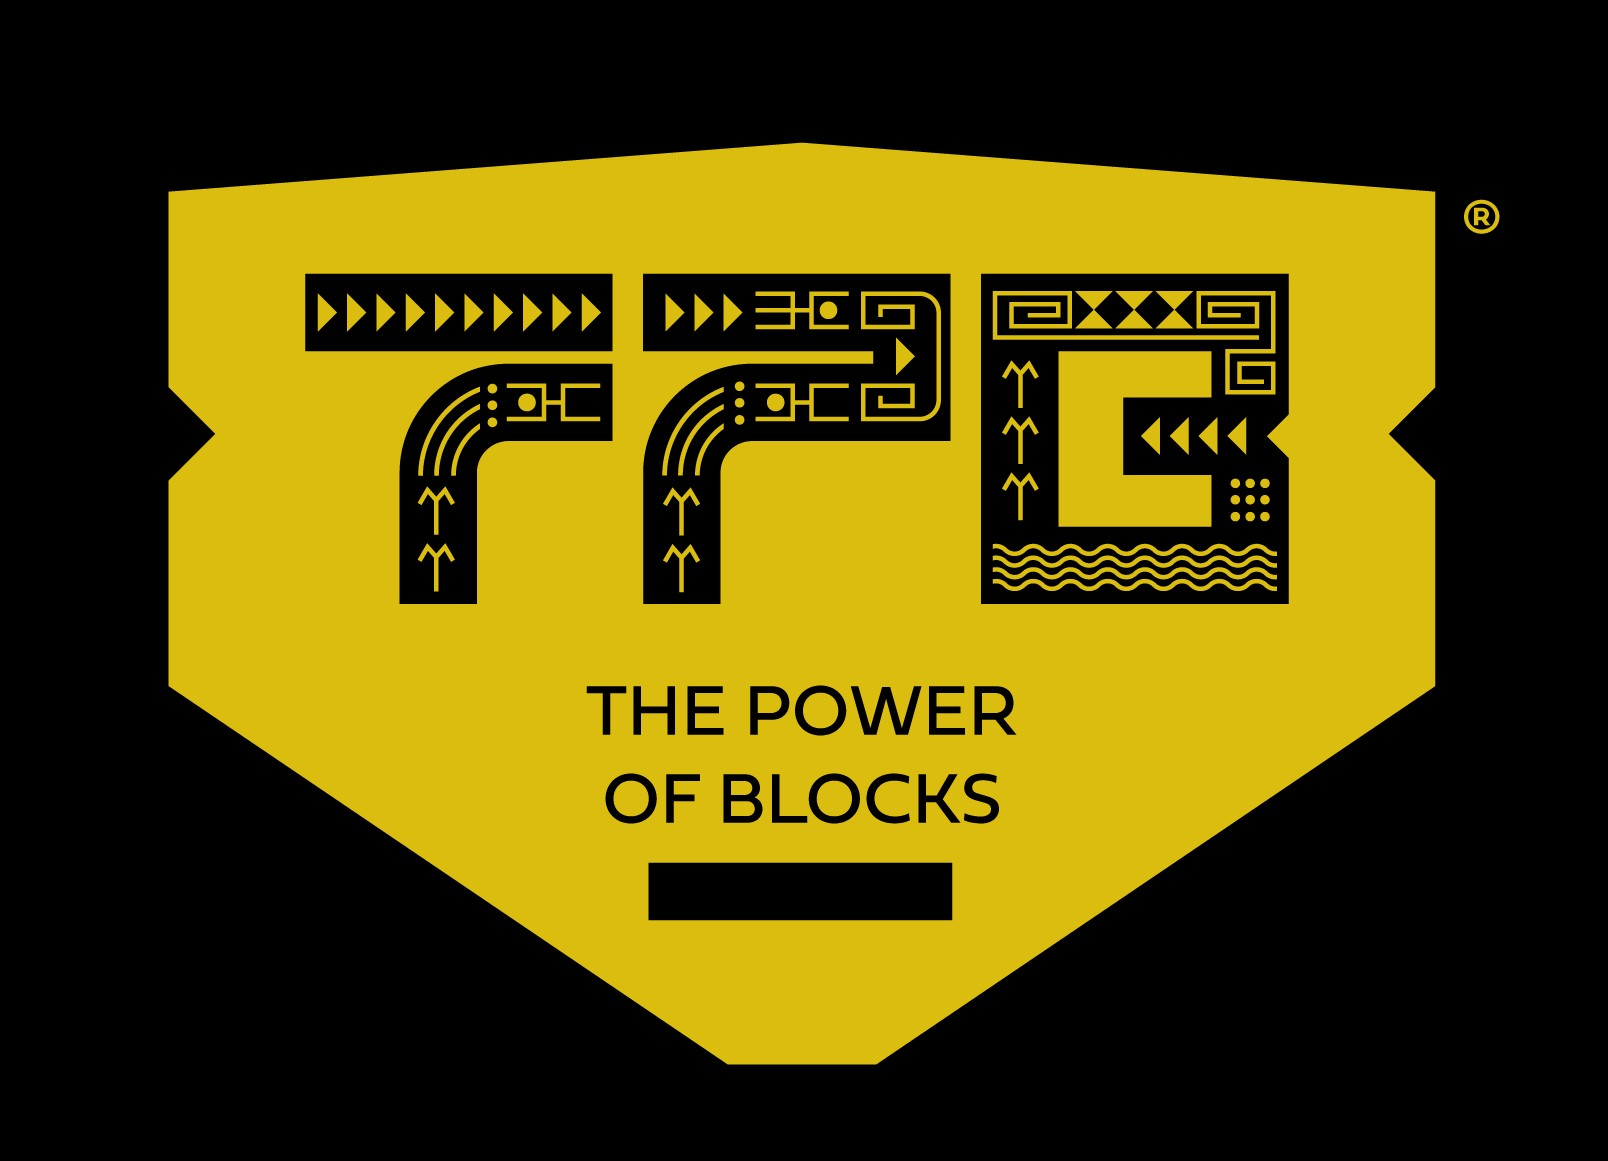 TPB
®
THE POWER
OF BLOCKS